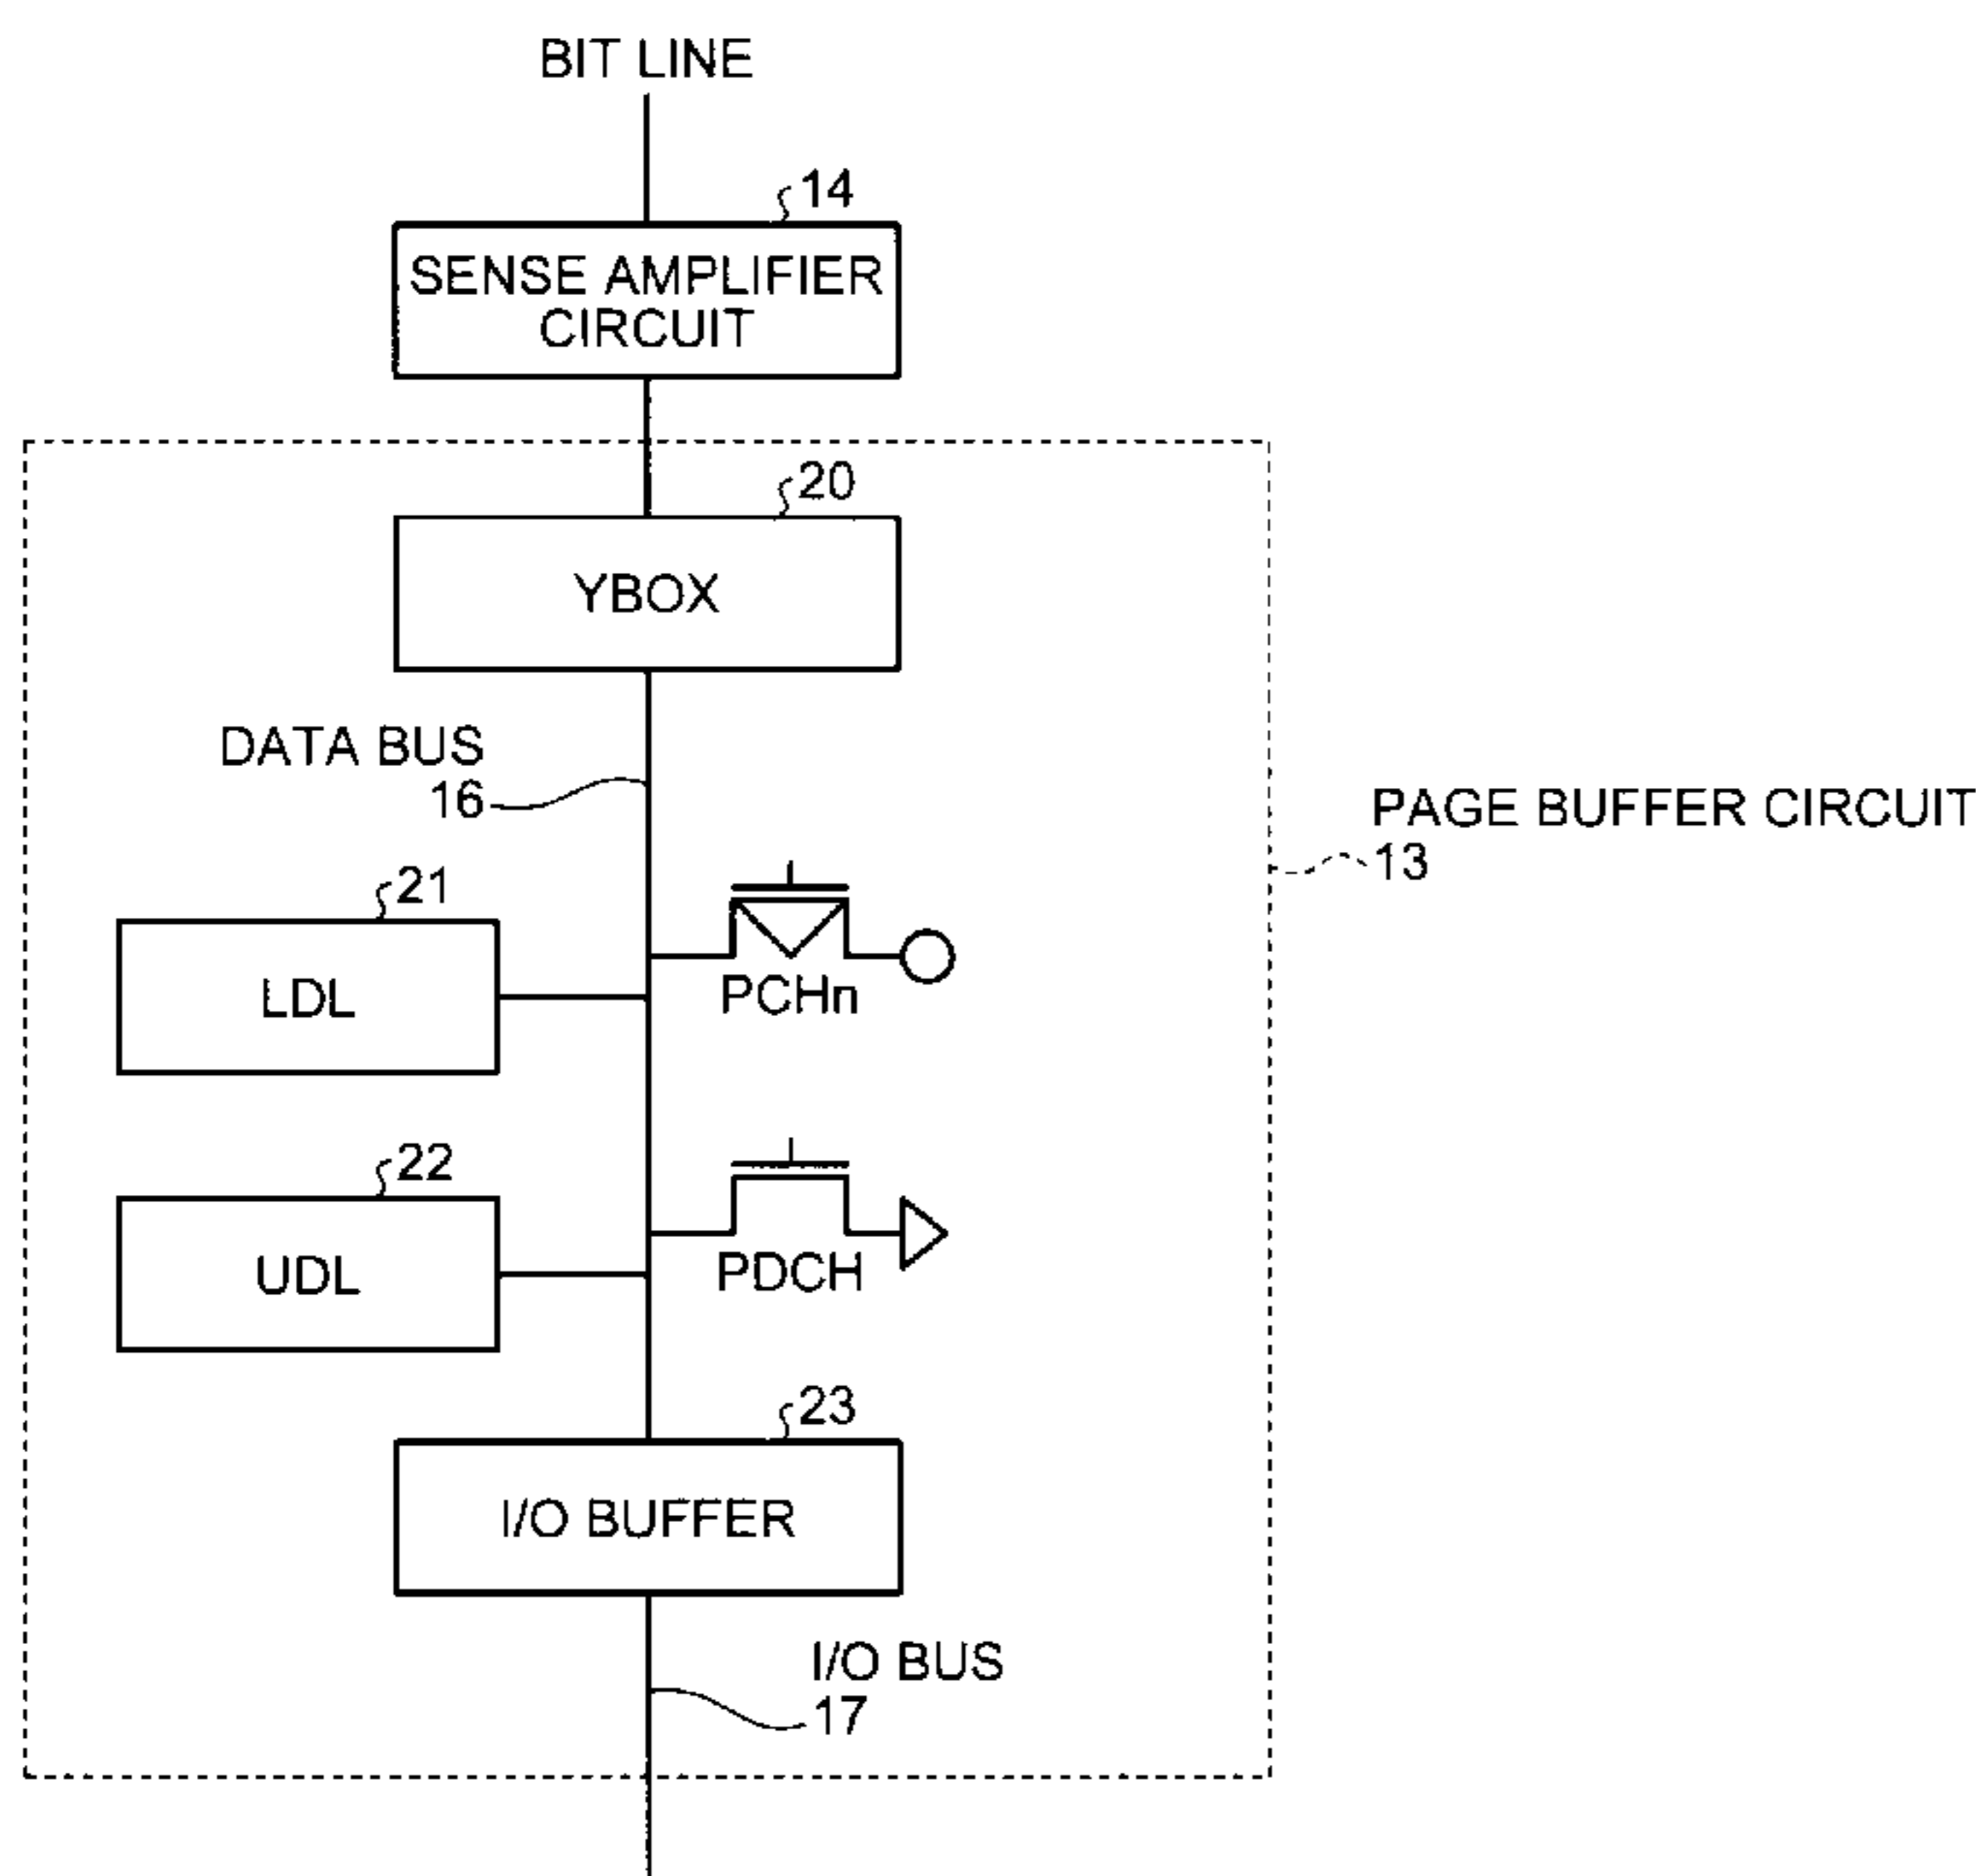 BIT LINE
14
SENSE AMPLIFIER
CIRCUIT
20
YBOX
DATA BUS
16
PAGE BUFFER CIRCUIT
13
21
LDL
PCHn
22
UDL
PDCH
23
I/O BUFFER
I/O BUS
17